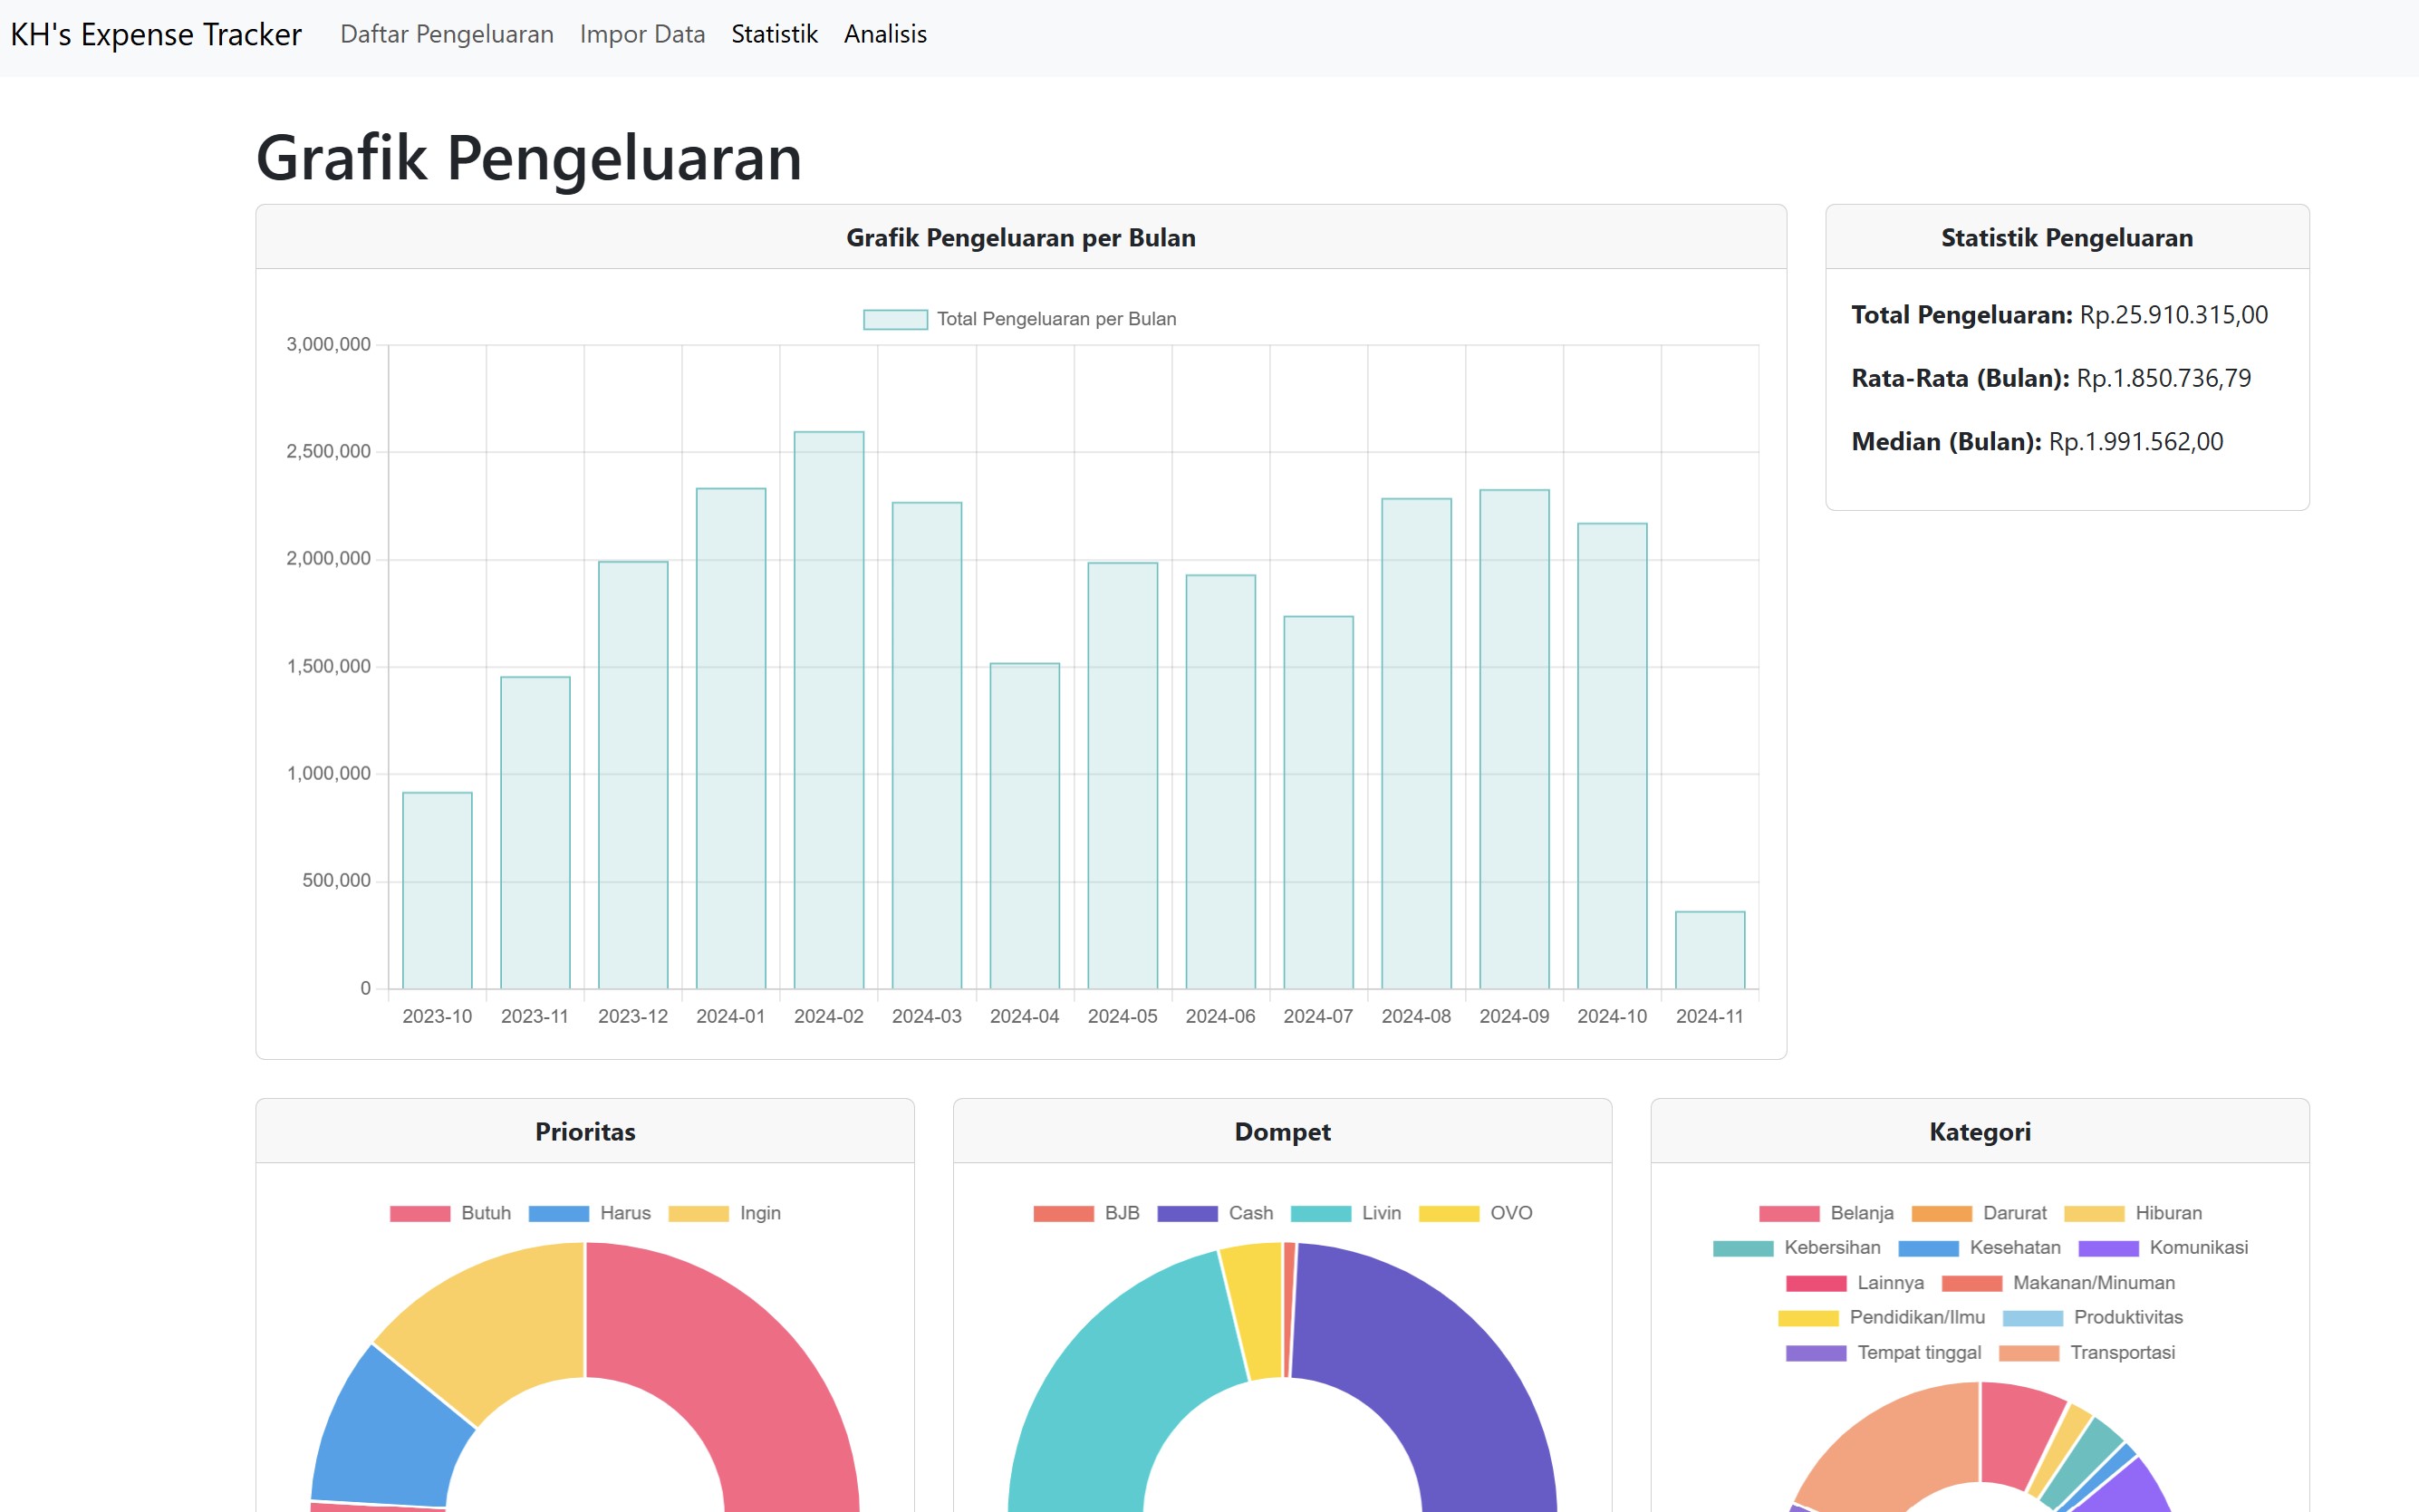 KH's Expense Tracker Daftar Pengeluaran Impor Data Statistik Analisis
Grafik Pengeluaran
Grafik Pengeluaran per Bulan
Total Pengeluaran per Bulan
3,000,000
2,500,000
2,000,000
1,500,000
1,000,000
500,000
0
2023-10 2023-11 2023-12 2024-01 2024-02 2024-03 2024-04 2024-05 2024-06 2024-07 2024-08 2024-09 2024-10 2024-11
Statistik Pengeluaran
Total Pengeluaran: Rp.25.910.315,00
Rata-Rata (Bulan): Rp.1.850.736,79
Median (Bulan): Rp.1.991.562,00
Prioritas
Butuh Harus Ingin
Dompet
BJB Cash Livin OVO
Kategori
Belanja Darurat Hiburan
Kebersihan Kesehatan Komunikasi
Lainnya Makanan/Minuman
Pendidikan/Ilmu Produktivitas
Tempat tinggal Transportasi